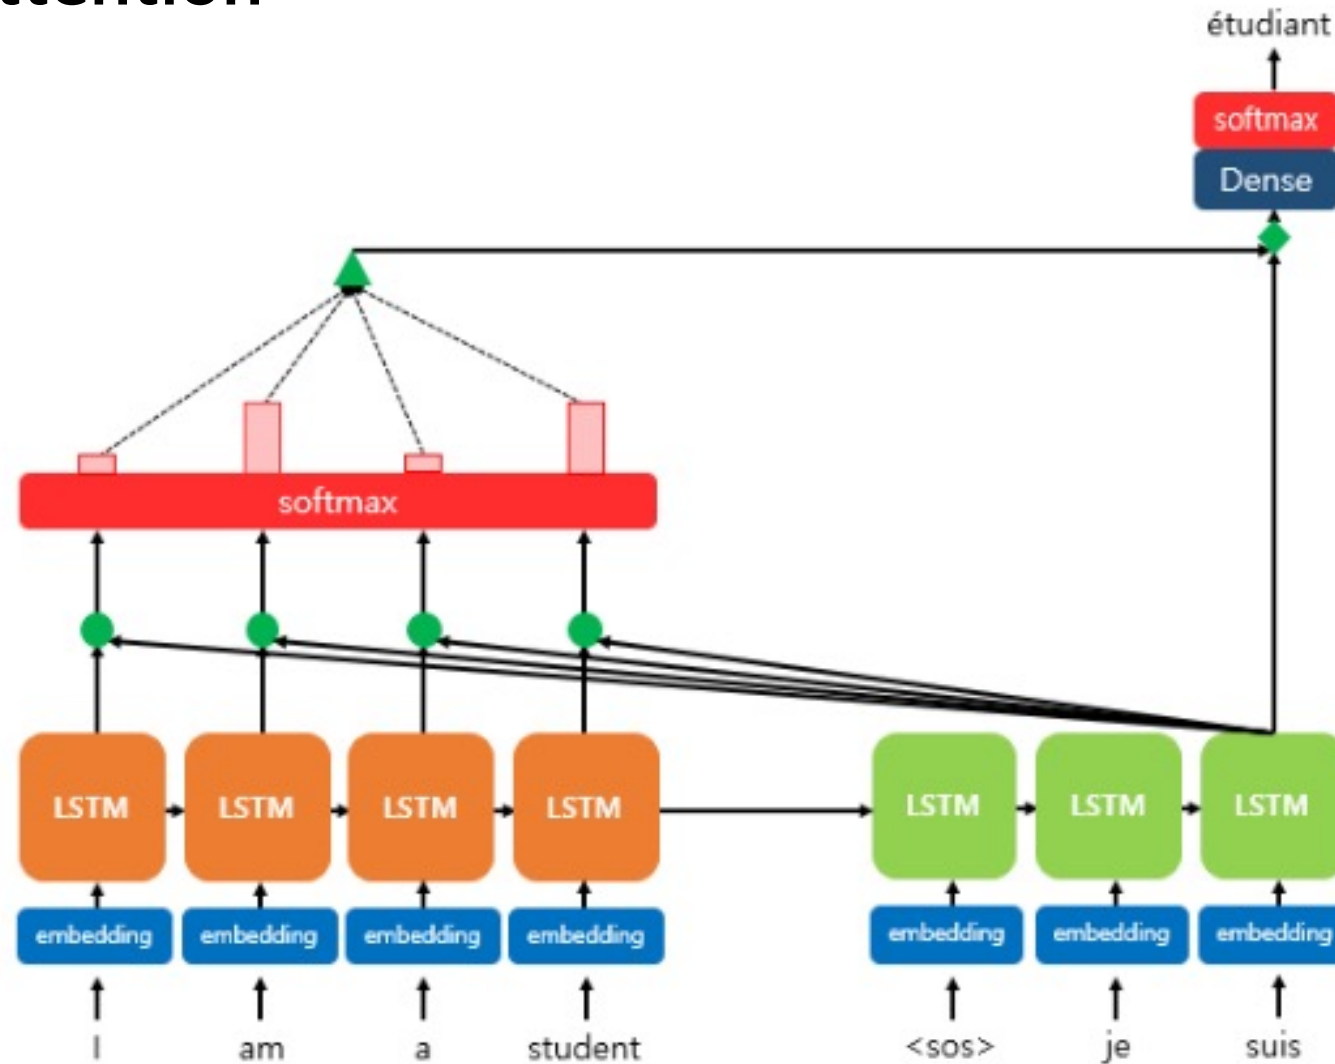 étudiant
softmax
Dense
softmax
LSTM LSTM LSTM LSTM LSTM LSTM LSTM
embedding embedding embedding embedding embedding embedding embedding
I am a student <sos> je suis